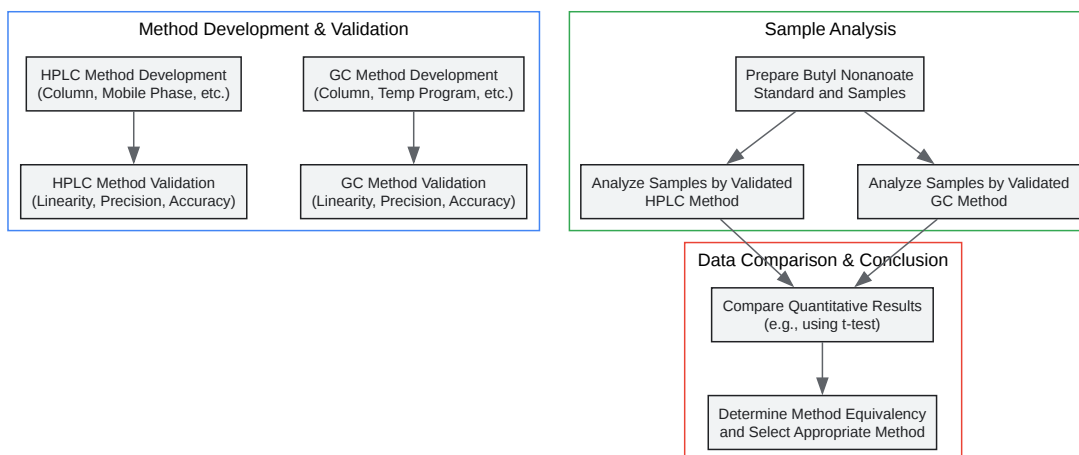 Method Development & Validation
HPLC Method Development
(Column, Mobile Phase, etc.)
GC Method Development
(Column, Temp Program, etc.)
HPLC Method Validation
(Linearity, Precision, Accuracy)
GC Method Validation
(Linearity, Precision, Accuracy)
Sample Analysis
Prepare Butyl Nonanoate
Standard and Samples
Analyze Samples by Validated
HPLC Method
Analyze Samples by Validated
GC Method
Data Comparison & Conclusion
Compare Quantitative Results
(e.g., using t-test)
Determine Method Equivalency
and Select Appropriate Method